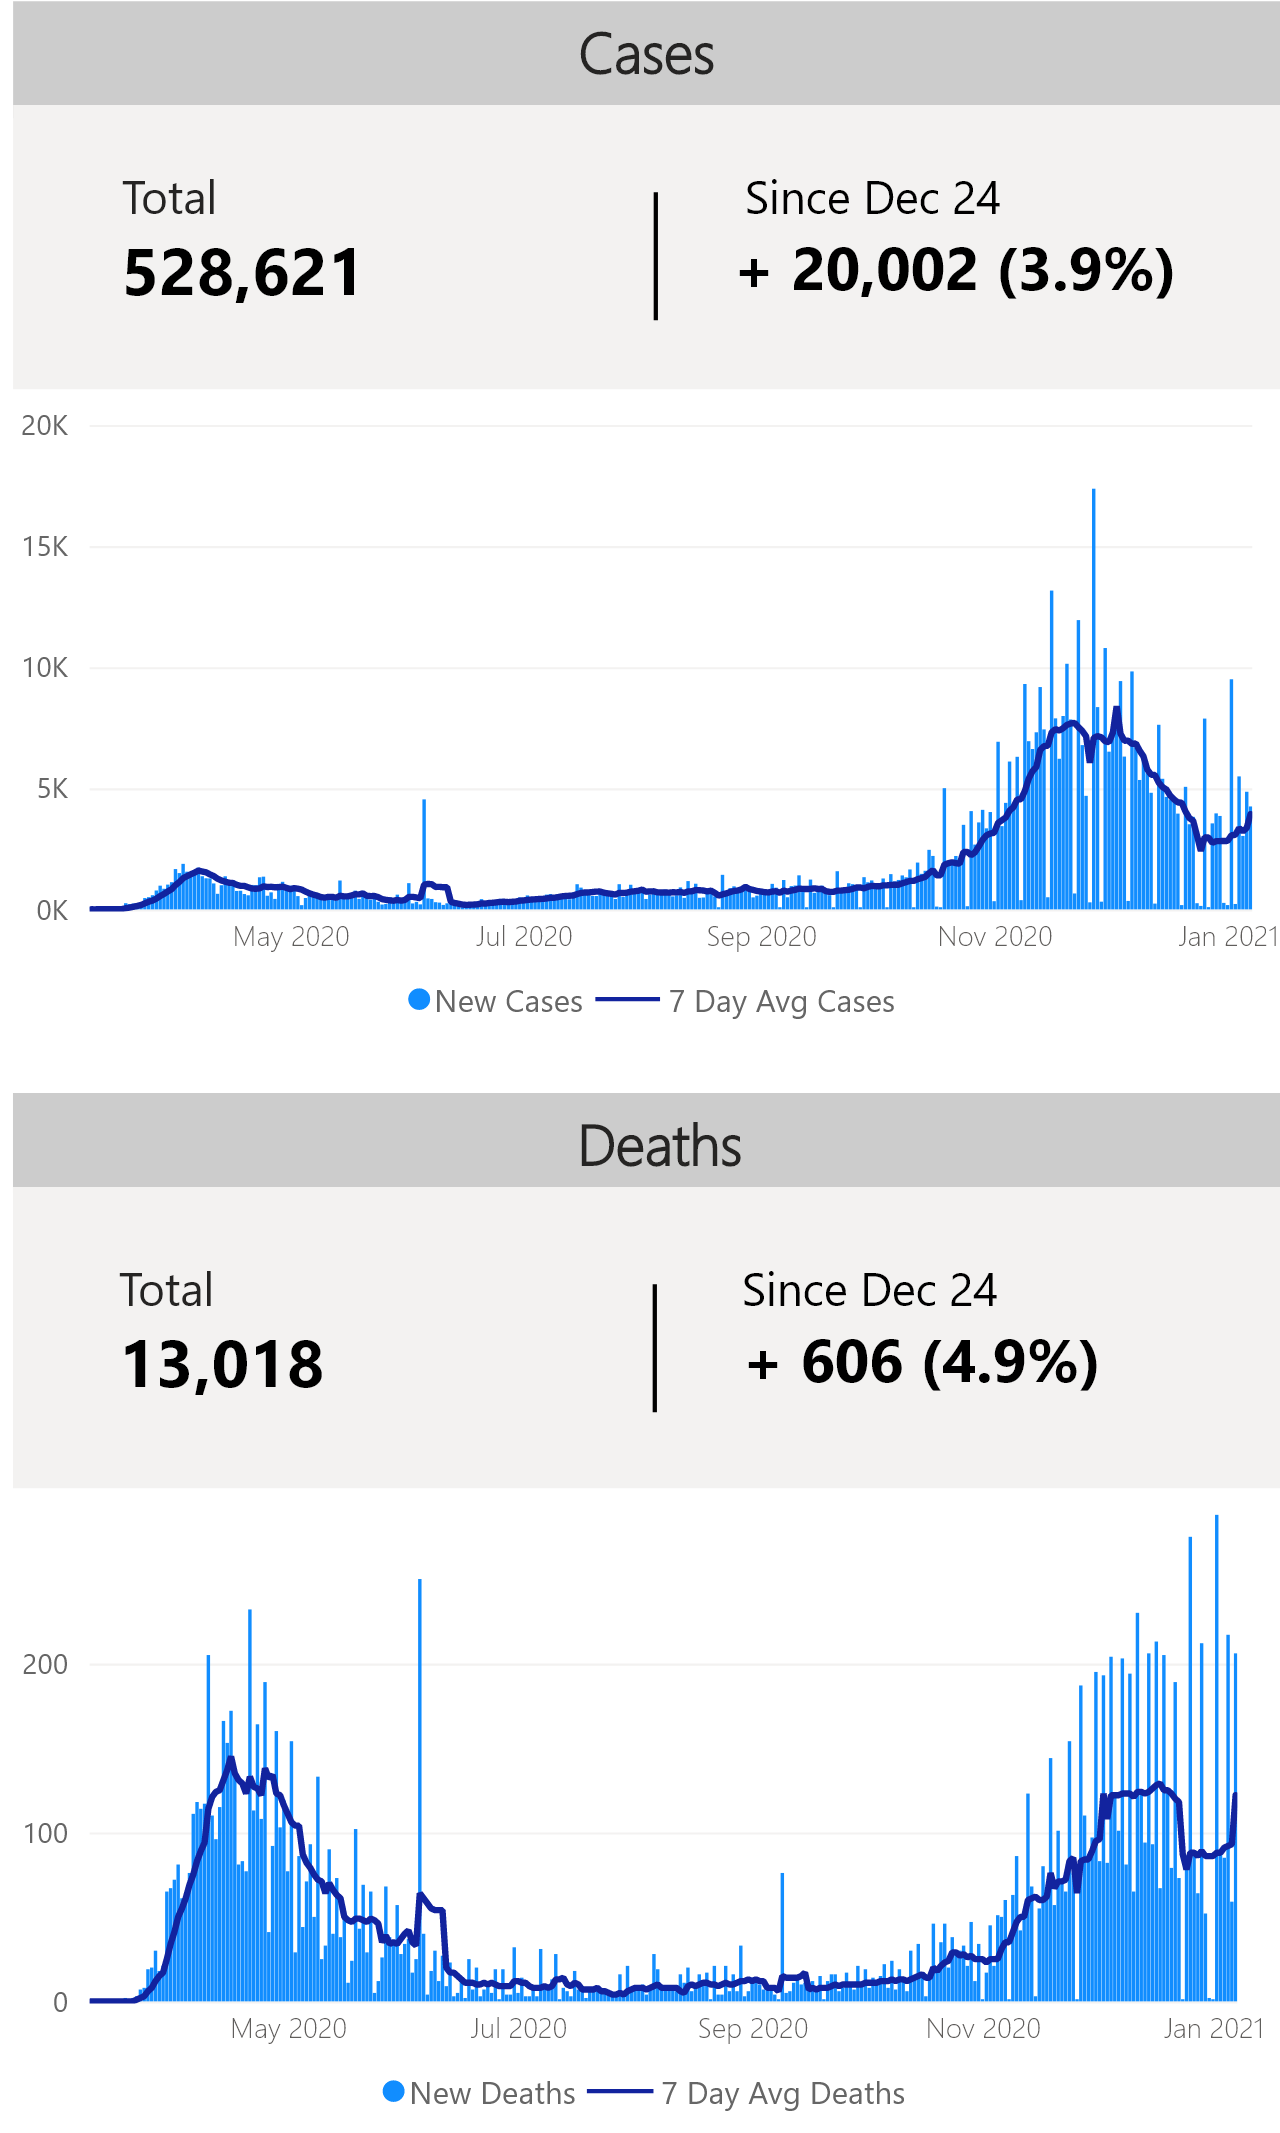 Cases
Total
Since Dec 24
528,621
+ 20,002 (3.9%)
20K
15K
10K
5K
0K
May 2020
Jul 2020
Sep 2020
Nov 2020
Jan 2021
New Cases
7 Day Avg Cases
Deaths
Total
Since Dec 24
13,018
+ 606 (4.9%)
200
100
0
May 2020
Jul 2020
Sep 2020
Nov 2020
Jan 2021
New Deaths
7 Day Avg Deaths